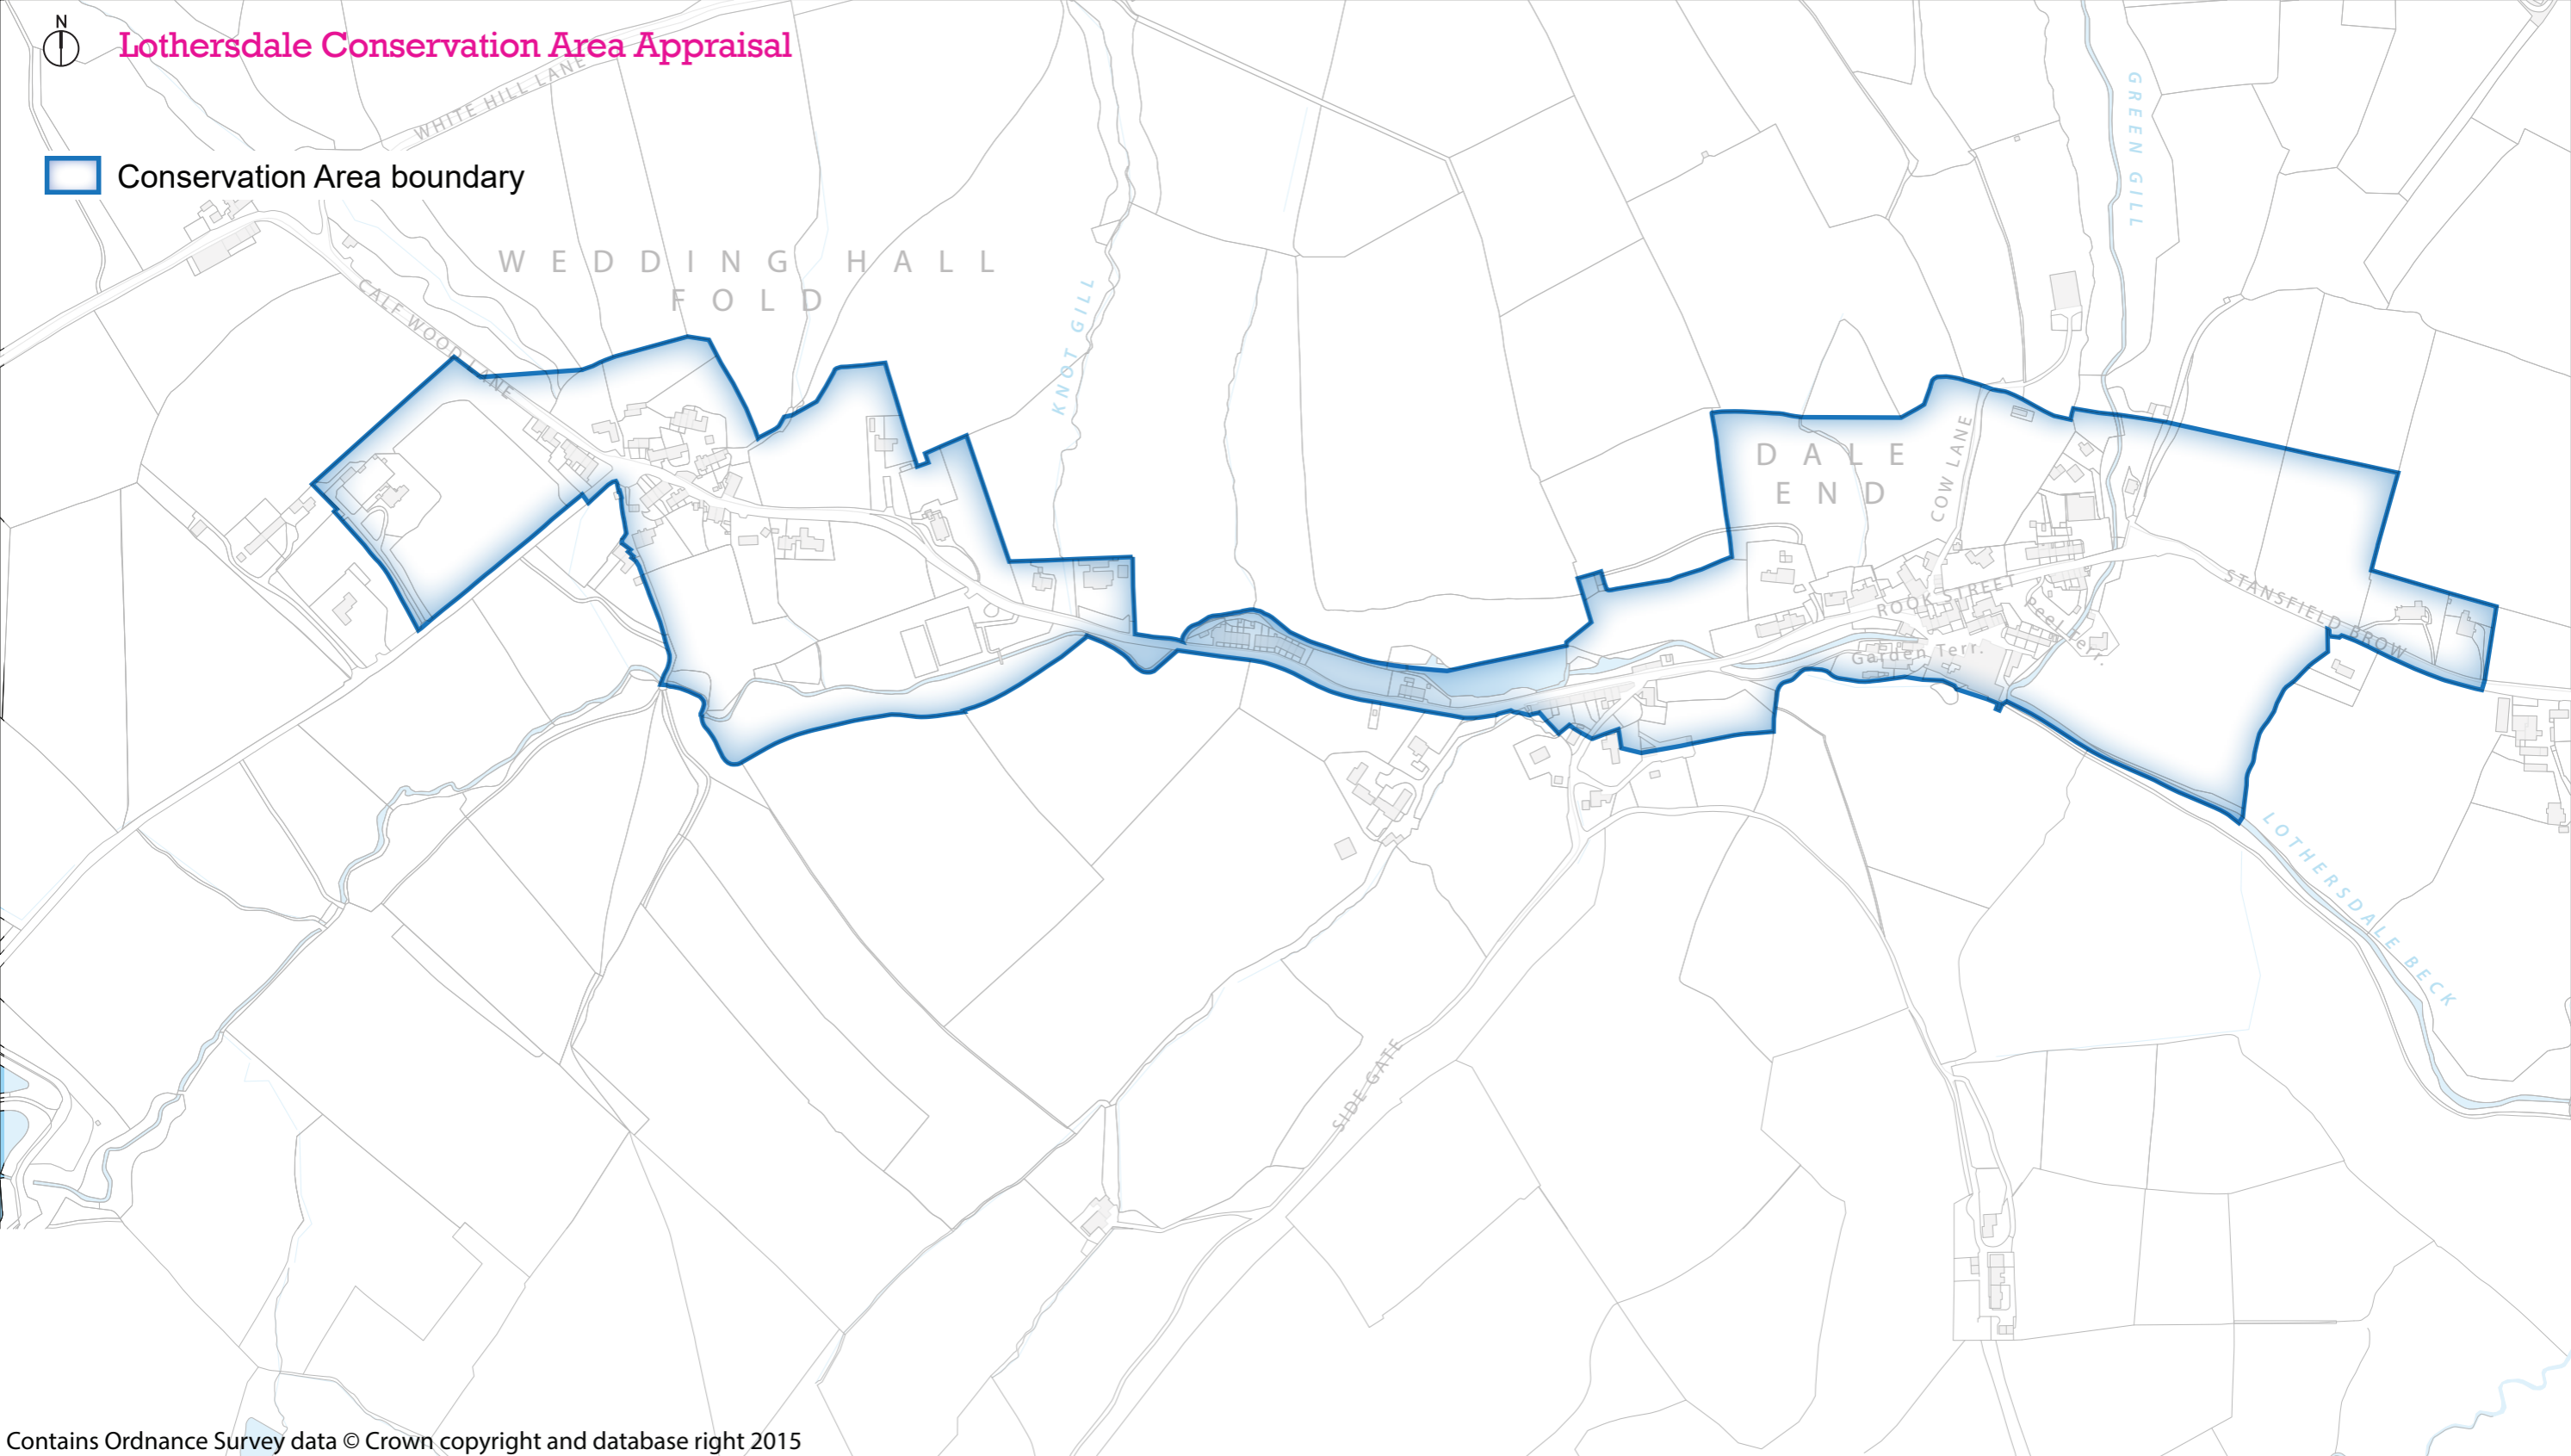 N
Lothersdale Conservation Area Appraisal
WHITE HILL LANE
GREEN GILL
Conservation Area boundary
WEDDING HALL
FOLD
CALF WOOD LANE
KNOT GILL
DALE
END
COW LANE
ROOK STREET
STANSFIELD BROW
Peel Terr.
Garden Terr.
LOTHERSDALE BECK
SIDE GATE
Contains Ordnance Survey data © Crown copyright and database right 2015